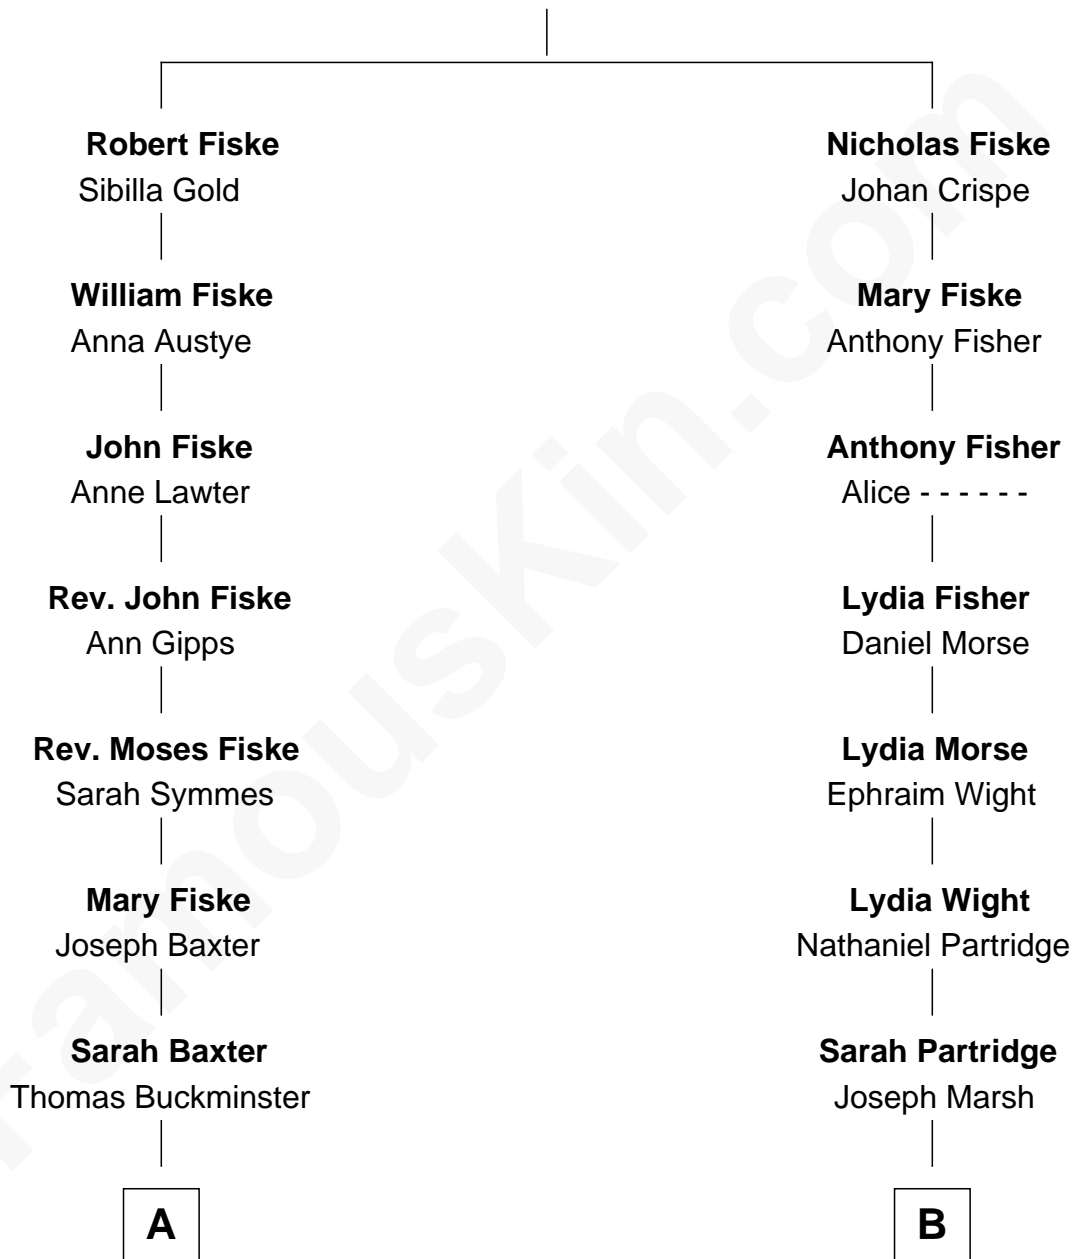 Robert Fiske
Sibilla Gold
William Fiske
Anna Austye
John Fiske
Anne Lawter
Rev. John Fiske
Ann Gipps
Rev. Moses Fiske
Sarah Symmes
Mary Fiske
Joseph Baxter
Sarah Baxter
Thomas Buckminster
A
Nicholas Fiske
Johan Crispe
Mary Fiske
Anthony Fisher
Anthony Fisher
Alice - - - - - -
Lydia Fisher
Daniel Morse
Lydia Morse
Ephraim Wight
Lydia Wight
Nathaniel Partridge
Sarah Partridge
Joseph Marsh
B
FamousKin.com